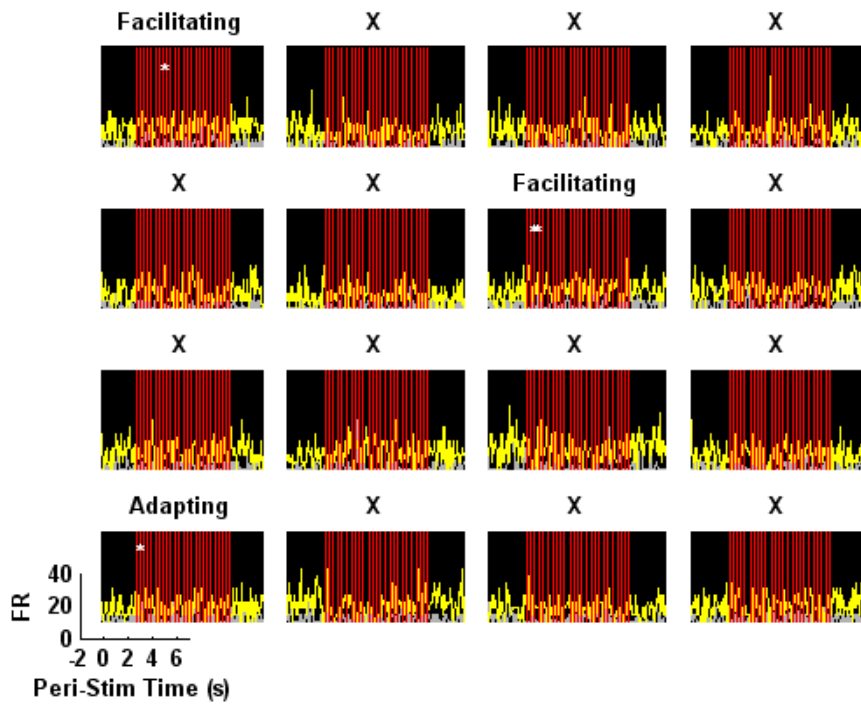 Facilitating X X X
*
X X Facilitating X
**
X X X X
Adapting X X X
*
40
20
0
FR
-2 0 2 4 6
Peri-Stim Time (s)